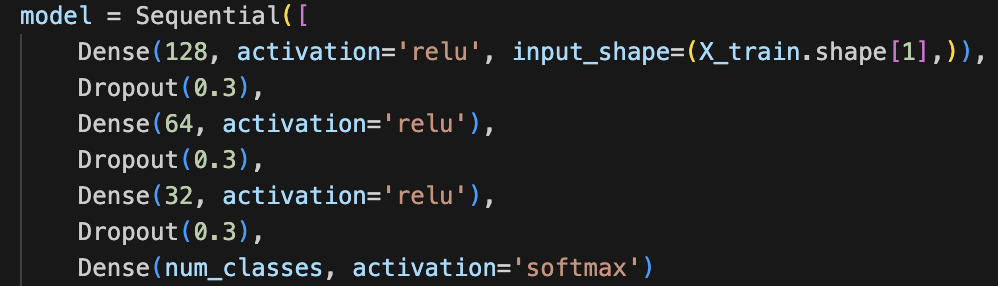 model = Sequential([
    Dense(128, activation='relu', input_shape=(X_train.shape[1],)),
    Dropout(0.3),
    Dense(64, activation='relu'),
    Dropout(0.3),
    Dense(32, activation='relu'),
    Dropout(0.3),
    Dense(num_classes, activation='softmax')